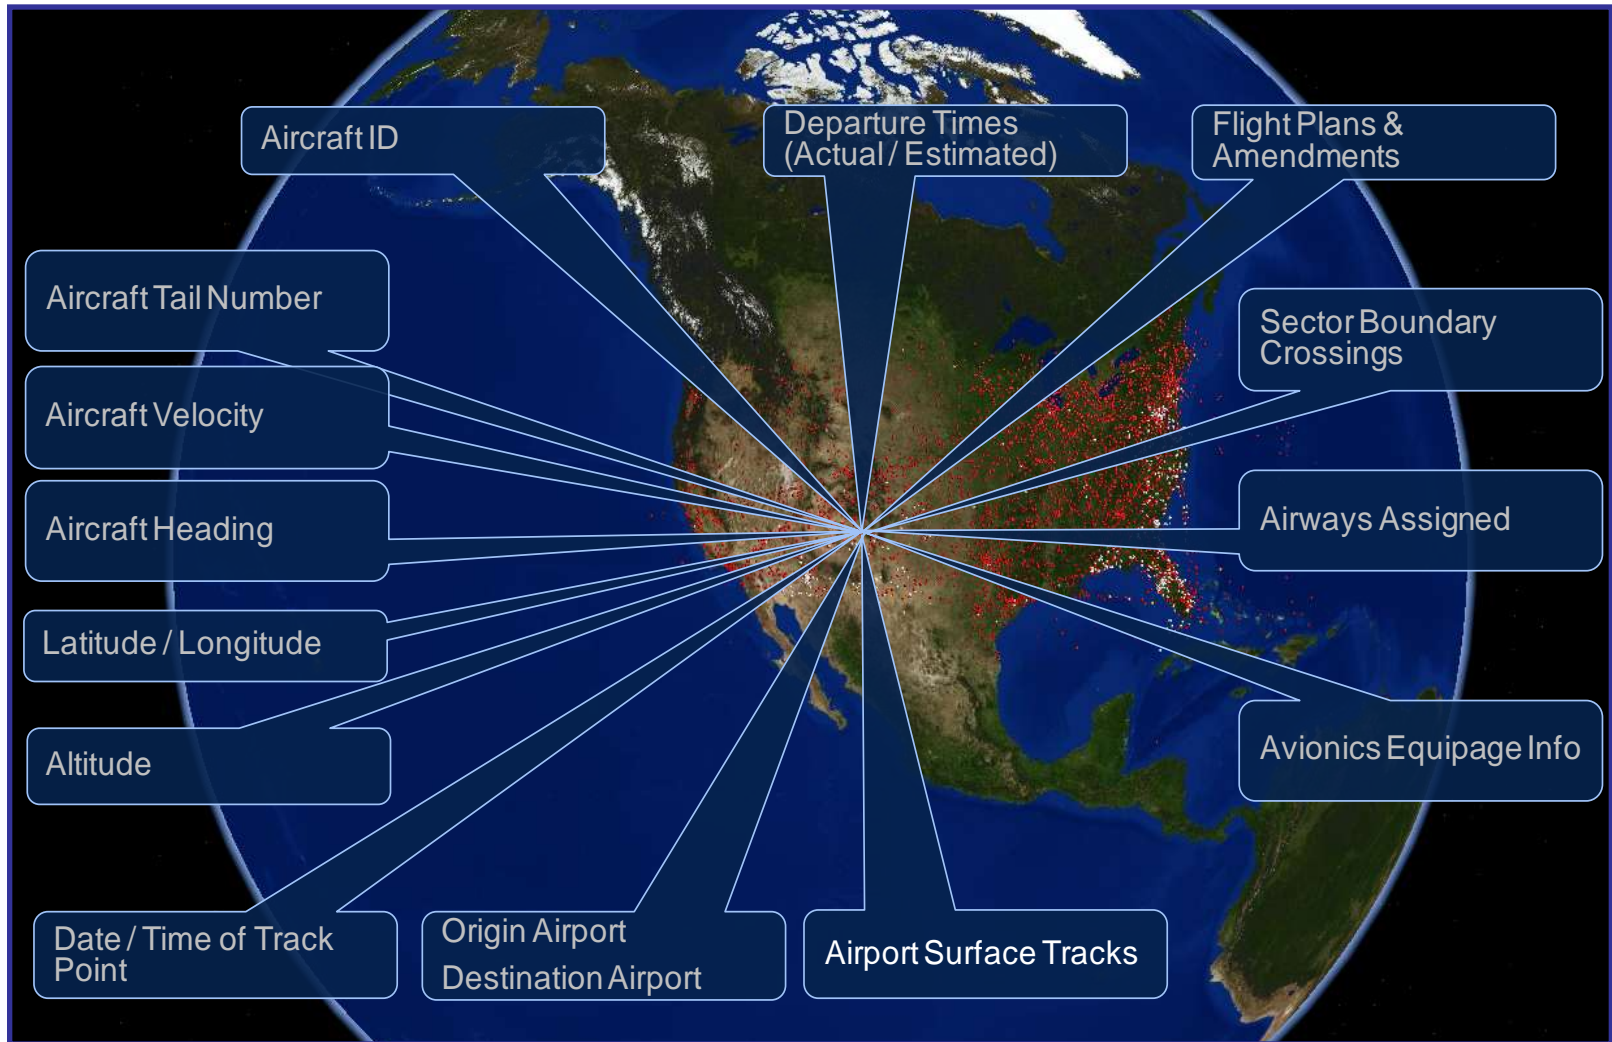 Aircraft ID
Departure Times
(Actual / Estimated)
Flight Plans &
Amendments
Aircraft Tail Number
Sector Boundary
Crossings
Aircraft Velocity
Aircraft Heading
Airways Assigned
Latitude / Longitude
Altitude
Avionics Equipage Info
Date / Time of Track
Point
Origin Airport
Destination Airport
Airport Surface Tracks